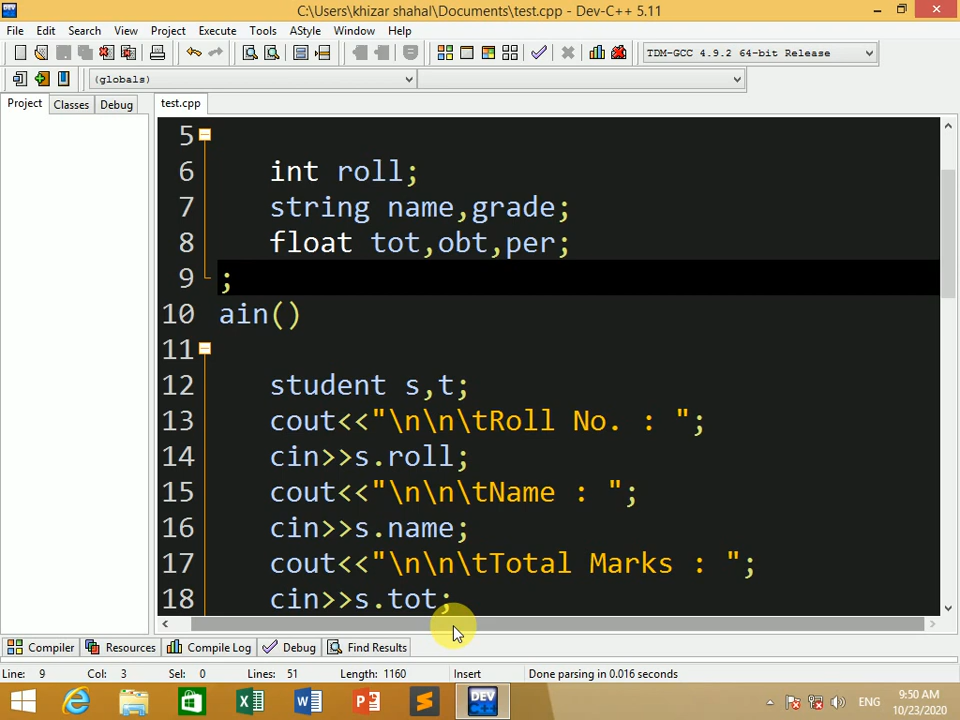 C:\Users\khizar shahal\Documents\test.cpp - Dev-C++ 5.11
File Edit Search View Project Execute Tools AStyle Window Help
TDM-GCC 4.9.2 64-bit Release
(globals)
Project Classes Debug test.cpp
5
6 int roll;
7 string name,grade;
8 float tot,obt,per;
9 ;
10 ain()
11
12 student s,t;
13 cout<<"\n\n\tRoll No. : ";
14 cin>>s.roll;
15 cout<<"\n\n\tName : ";
16 cin>>s.name;
17 cout<<"\n\n\tTotal Marks : ";
18 cin>>s.tot;
Compiler Resources Compile Log Debug Find Results
Line: 9 Col: 3 Sel: 0 Lines: 51 Length: 1160 Insert Done parsing in 0.016 seconds
DEV ENG 9:50 AM
10/23/2020